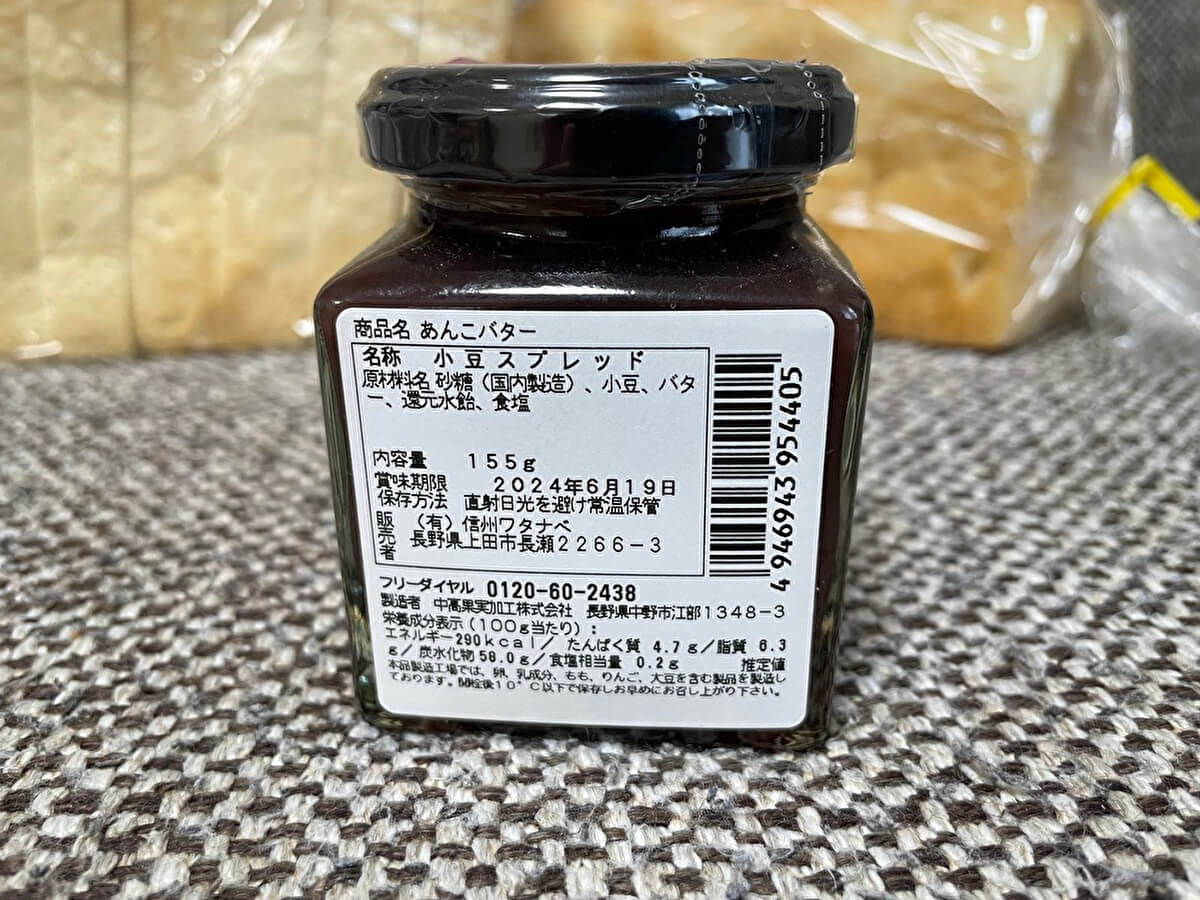 商品名 あんこバター
名称 小豆スプレッド
原材料名 砂糖（国内製造）、小豆、バタ
ー、還元水飴、食塩
内容量 １５５ｇ
賞味期限 ２０２４年６月１９日
保存方法 直射日光を避け常温保管
販売者 （有）信州ワタナベ
長野県上田市長瀬２２６６－３
フリーダイヤル 0120-60-2438
製造者 中高果実加工株式会社 長野県中野市江部１３４８－３
栄養成分表示（１００ｇ当たり）：
エネルギー290ｋｃａｌ／ たんぱく質 4.7ｇ／脂質 6.3
ｇ／炭水化物58.0ｇ／食塩相当量 0.2ｇ 推定値
本品製造工場では、卵、乳成分、もも、りんご、大豆を含む製品を製造し
ております。開栓後10°Ｃ以下で保存しお早めにお召し上がり下さい。
4 946943 954405